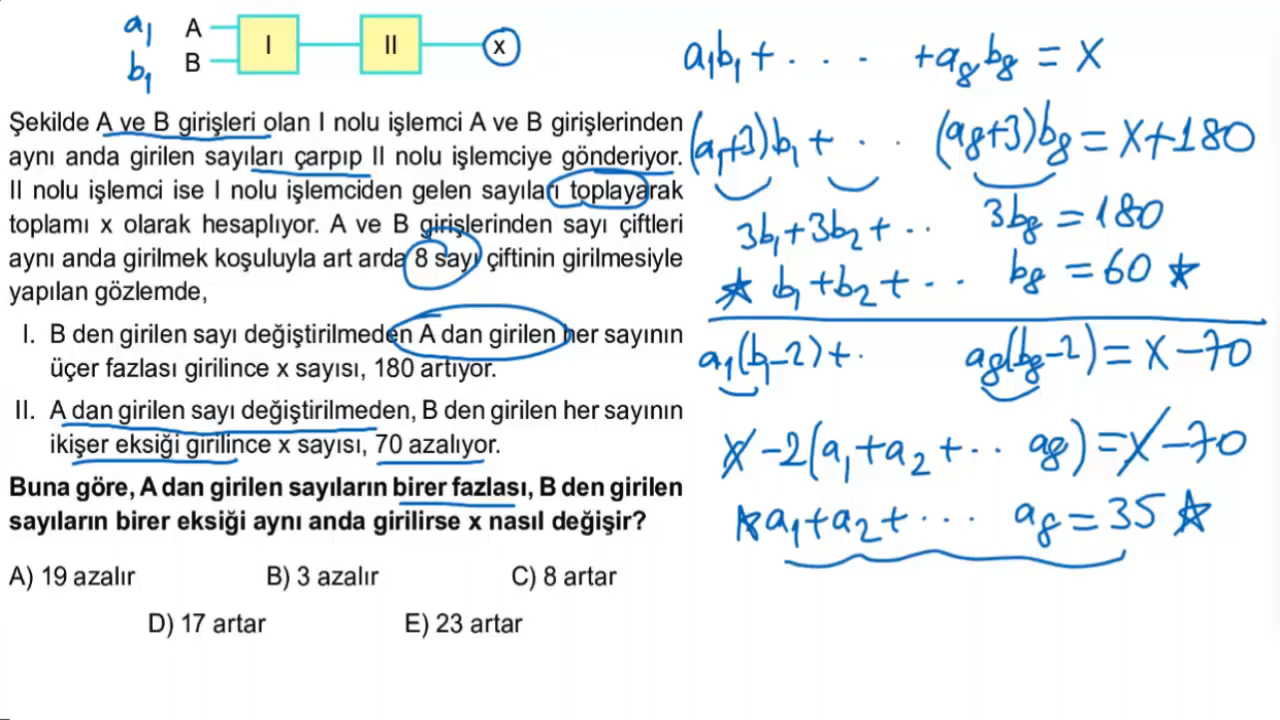 a₁ A I II x
b₁ B
Şekilde A ve B girişleri olan I nolu işlemci A ve B girişlerinden
aynı anda girilen sayıları çarpıp II nolu işlemciye gönderiyor.
II nolu işlemci ise I nolu işlemciden gelen sayıları toplayarak
toplamı x olarak hesaplıyor. A ve B girişlerinden sayı çiftleri
aynı anda girilmek koşuluyla art arda 8 sayı çiftinin girilmesiyle
yapılan gözlemde,
I. B den girilen sayı değiştirilmeden A dan girilen her sayının
üçer fazlası girilince x sayısı, 180 artıyor.
II. A dan girilen sayı değiştirilmeden, B den girilen her sayının
ikişer eksiği girilince x sayısı, 70 azalıyor.
Buna göre, A dan girilen sayıların birer fazlası, B den girilen
sayıların birer eksiği aynı anda girilirse x nasıl değişir?
A) 19 azalır B) 3 azalır C) 8 artar
D) 17 artar E) 23 artar
a₁b₁ + . . . . +a₈b₈ = x
(a₁+3)b₁ + . . . (a₈+3)b₈ = x+180
3b₁+3b₂+ . . 3b₈ = 180
★ b₁+b₂+ . . b₈ = 60 ★
a₁(b₁-2)+ . . a₈(b₈-2) = x-70
x-2(a₁+a₂+ . . a₈) = x-70
★ a₁+a₂+ . . . a₈ = 35 ★